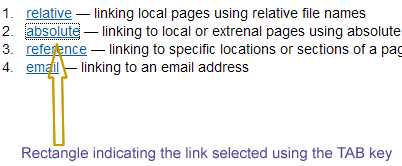 1. relative — linking local pages using relative file names
2. absolute — linking to local or extrenal pages using absolute
3. reference — linking to specific locations or sections of a pag
4. email — linking to an email address
Rectangle indicating the link selected using the TAB key